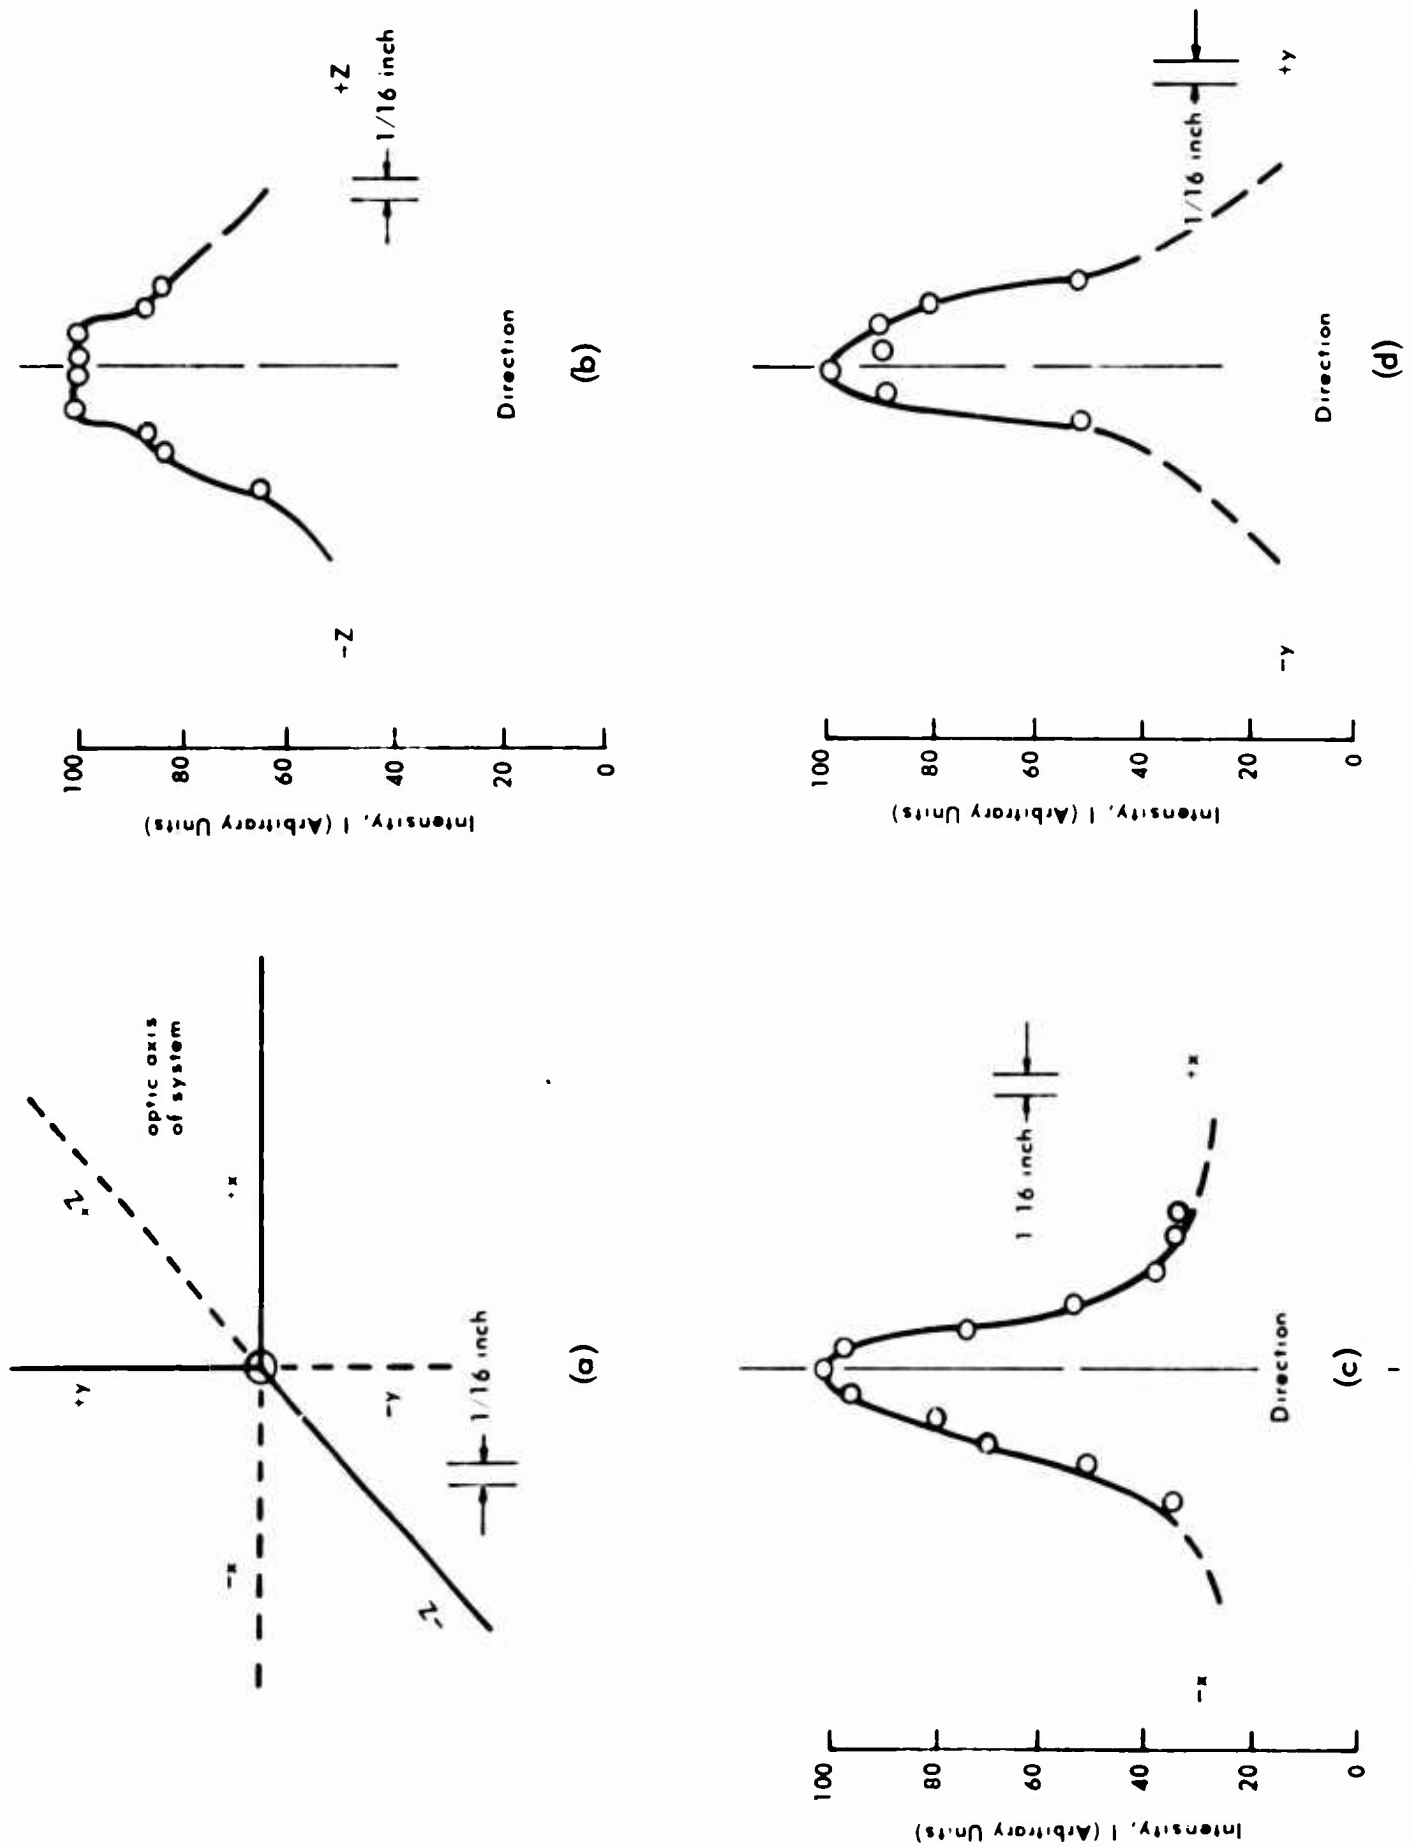 +y
optic axis
of system
+Z
-x
+x
-y
-Z
1/16 inch
(a)
Intensity, I (Arbitrary Units)
100
80
60
40
20
0
-Z
+Z
1/16 inch
Direction
(b)
Intensity, I (Arbitrary Units)
100
80
60
40
20
0
-x
+x
1 16 inch
Direction
(c)
Intensity, I (Arbitrary Units)
100
80
60
40
20
0
-y
+y
1/16 inch
Direction
(d)